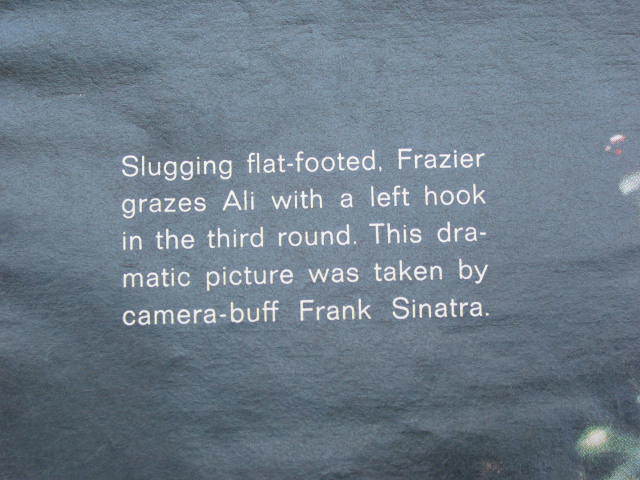 Slugging flat-footed, Frazier
grazes Ali with a left hook
in the third round. This dra-
matic picture was taken by
camera-buff Frank Sinatra.